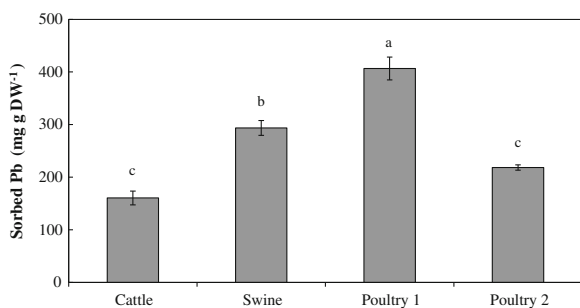 Sorbed Pb (mg g DW-1)
500
400
300
200
100
0
c
b
a
c
Cattle
Swine
Poultry 1
Poultry 2